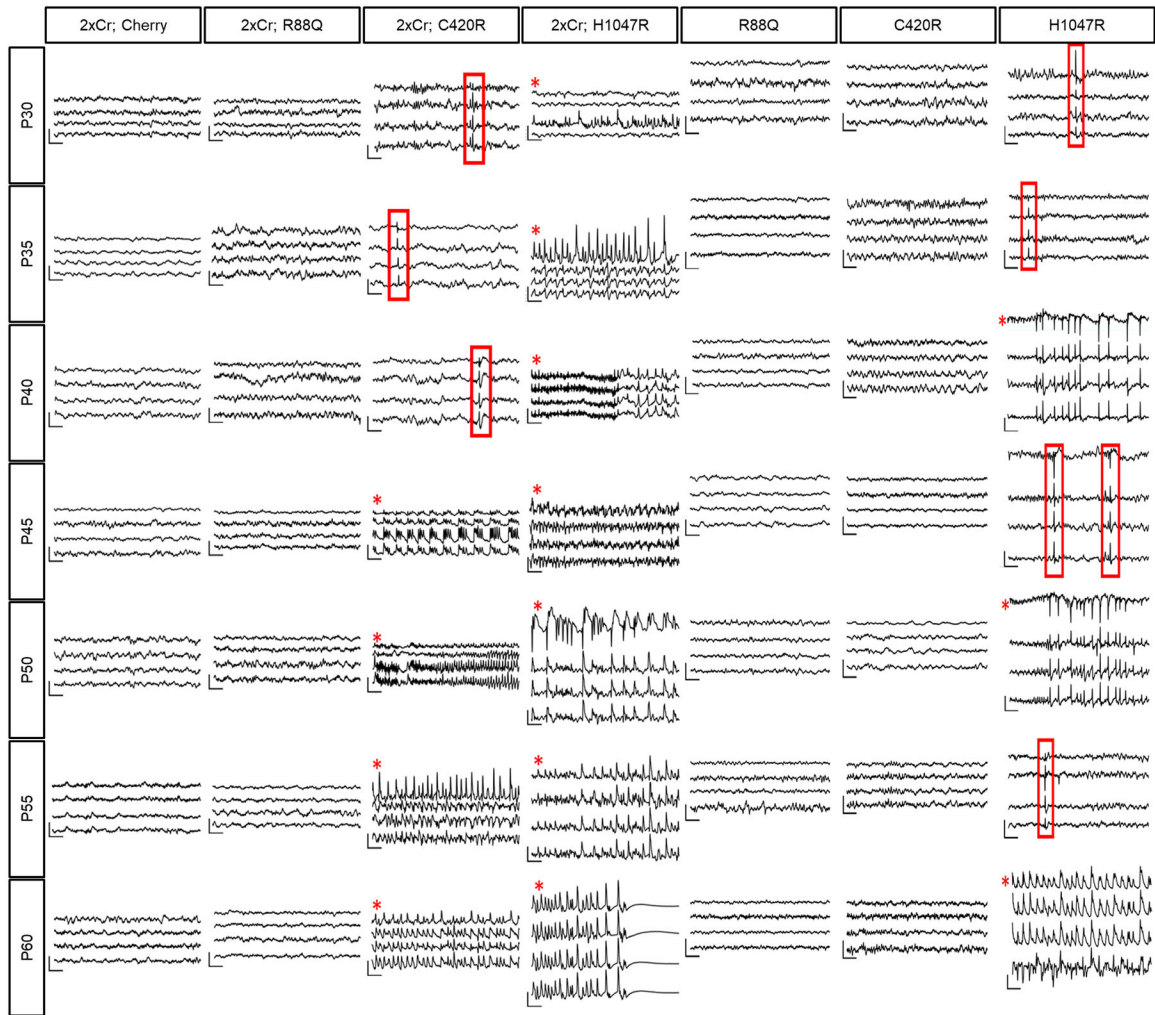 2xCr; Cherry
2xCr; R88Q
2xCr; C420R
2xCr; H1047R
R88Q
C420R
H1047R
P30
*
P35
*
P40
*
*
P45
*
*
P50
*
*
*
P55
*
*
P60
*
*
*